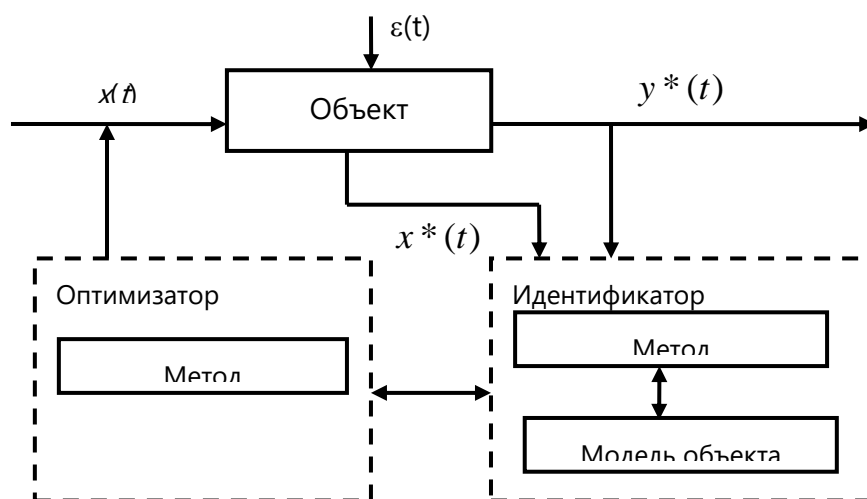 ε(t)
x(t)
Объект
y*(t)
x*(t)
Оптимизатор
Идентификатор
Метод
Метод
Модель объекта